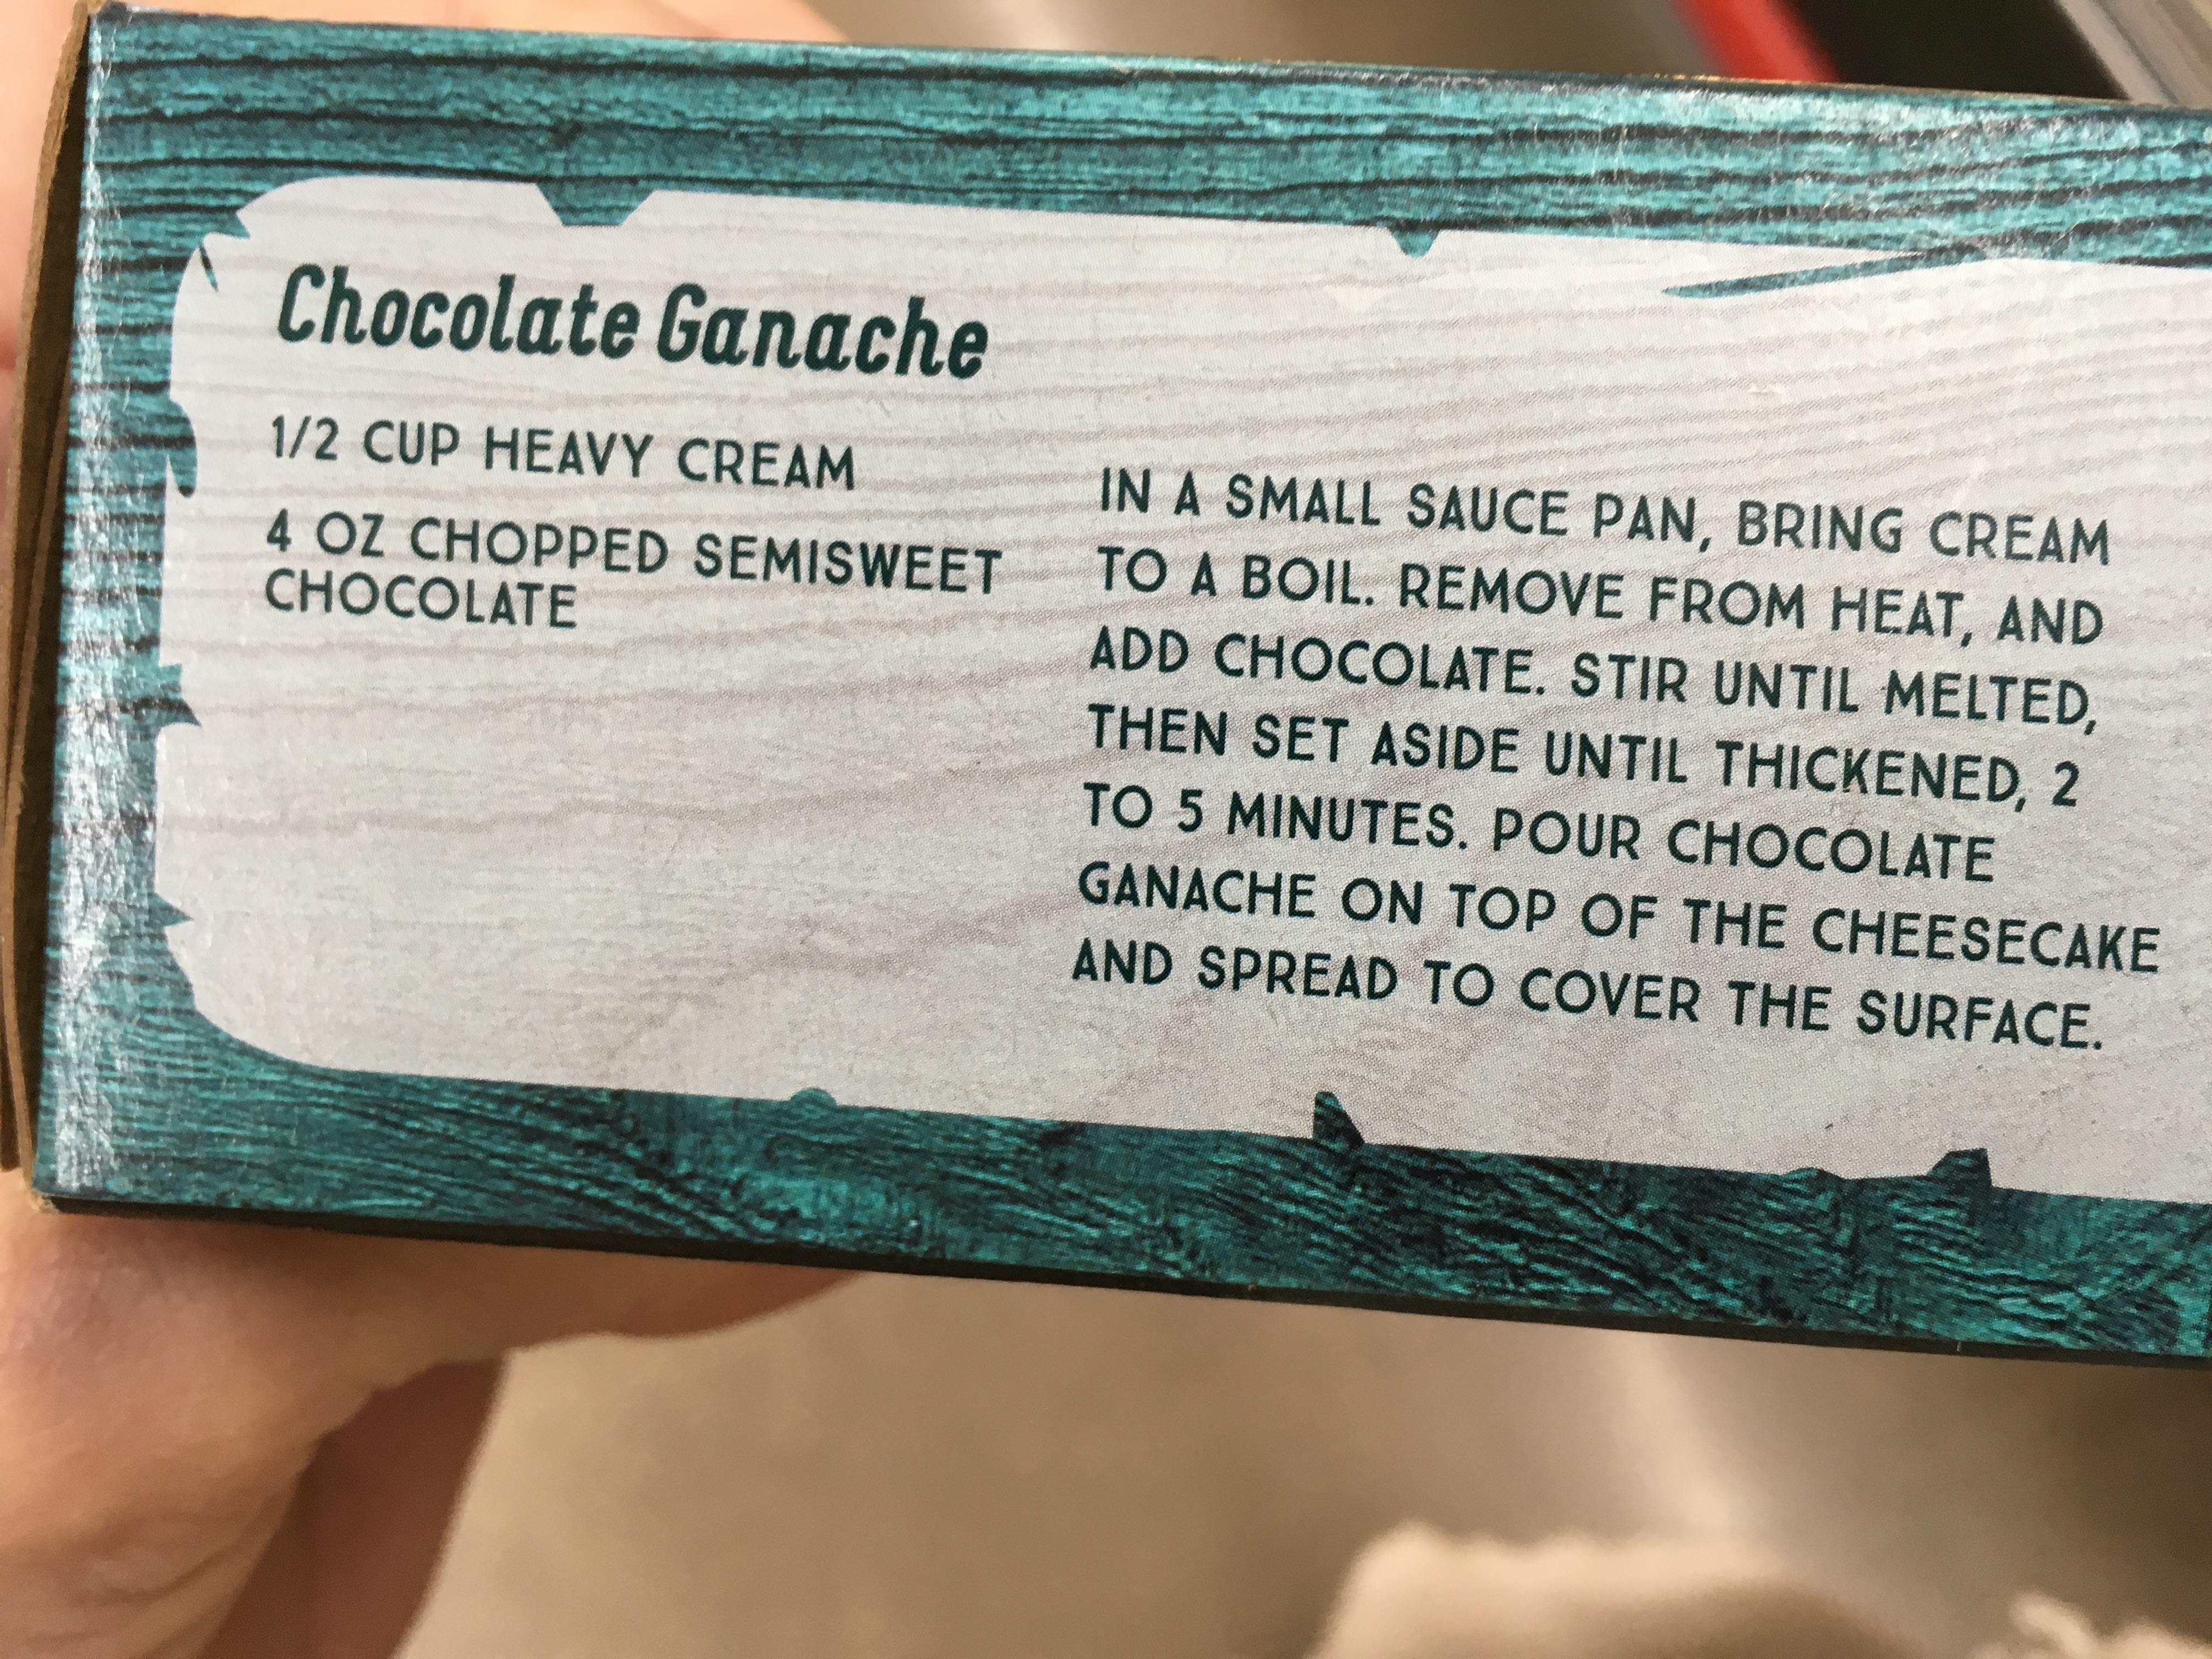 Chocolate Ganache
1/2 CUP HEAVY CREAM
4 OZ CHOPPED SEMISWEET
CHOCOLATE
IN A SMALL SAUCE PAN, BRING CREAM
TO A BOIL. REMOVE FROM HEAT, AND
ADD CHOCOLATE. STIR UNTIL MELTED,
THEN SET ASIDE UNTIL THICKENED, 2
TO 5 MINUTES. POUR CHOCOLATE
GANACHE ON TOP OF THE CHEESECAKE
AND SPREAD TO COVER THE SURFACE.